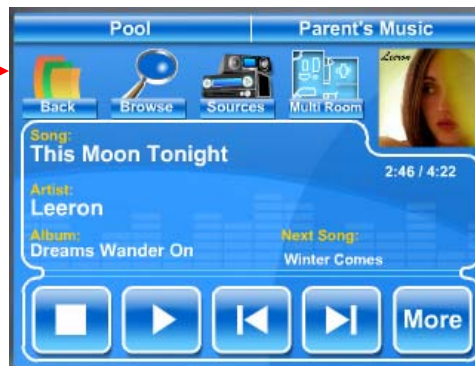 Pool Parent's Music
Back Browse Sources Multi Room
Leeron
Song:
This Moon Tonight
2:46 / 4:22
Artist:
Leeron
Album:
Dreams Wander On
Next Song:
Winter Comes
More